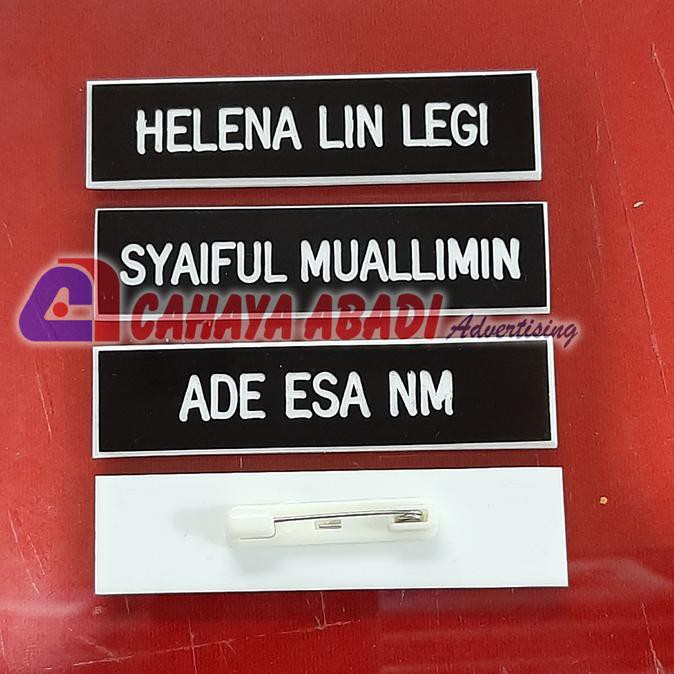 HELENA LIN LEGI
SYAIFUL MUALLIMIN
CAHAYA ABADI Advertising
ADE ESA NM